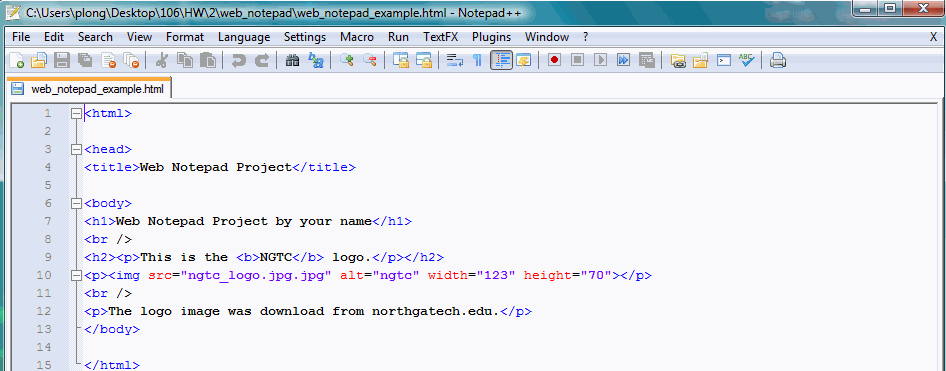 C:\Users\plong\Desktop\106\HW\2\web_notepad\web_notepad_example.html - Notepad++
File Edit Search View Format Language Settings Macro Run TextFX Plugins Window ? X
ABC
web_notepad_example.html
1 <html>
2
3 <head>
4 <title>Web Notepad Project</title>
5
6 <body>
7 <h1>Web Notepad Project by your name</h1>
8 <br />
9 <h2><p>This is the <b>NGTC</b> logo.</p></h2>
10 <p><img src="ngtc_logo.jpg.jpg" alt="ngtc" width="123" height="70"></p>
11 <br />
12 <p>The logo image was download from northgatech.edu.</p>
13 </body>
14
15 </html>